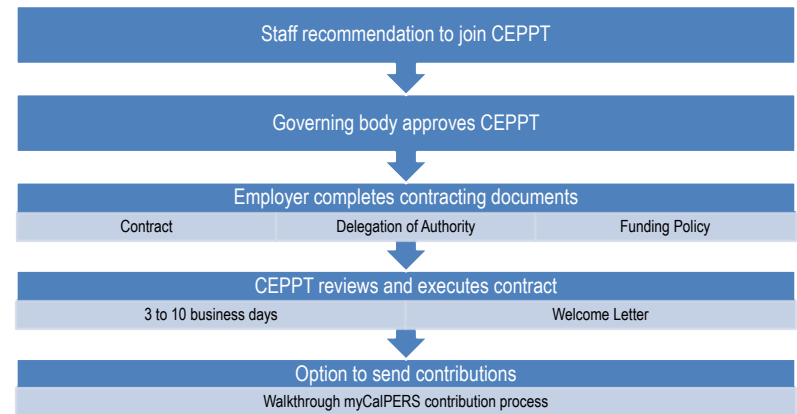 Staff recommendation to join CEPPT
Governing body approves CEPPT
Employer completes contracting documents
Contract
Delegation of Authority
Funding Policy
CEPPT reviews and executes contract
3 to 10 business days
Welcome Letter
Option to send contributions
Walkthrough myCalPERS contribution process